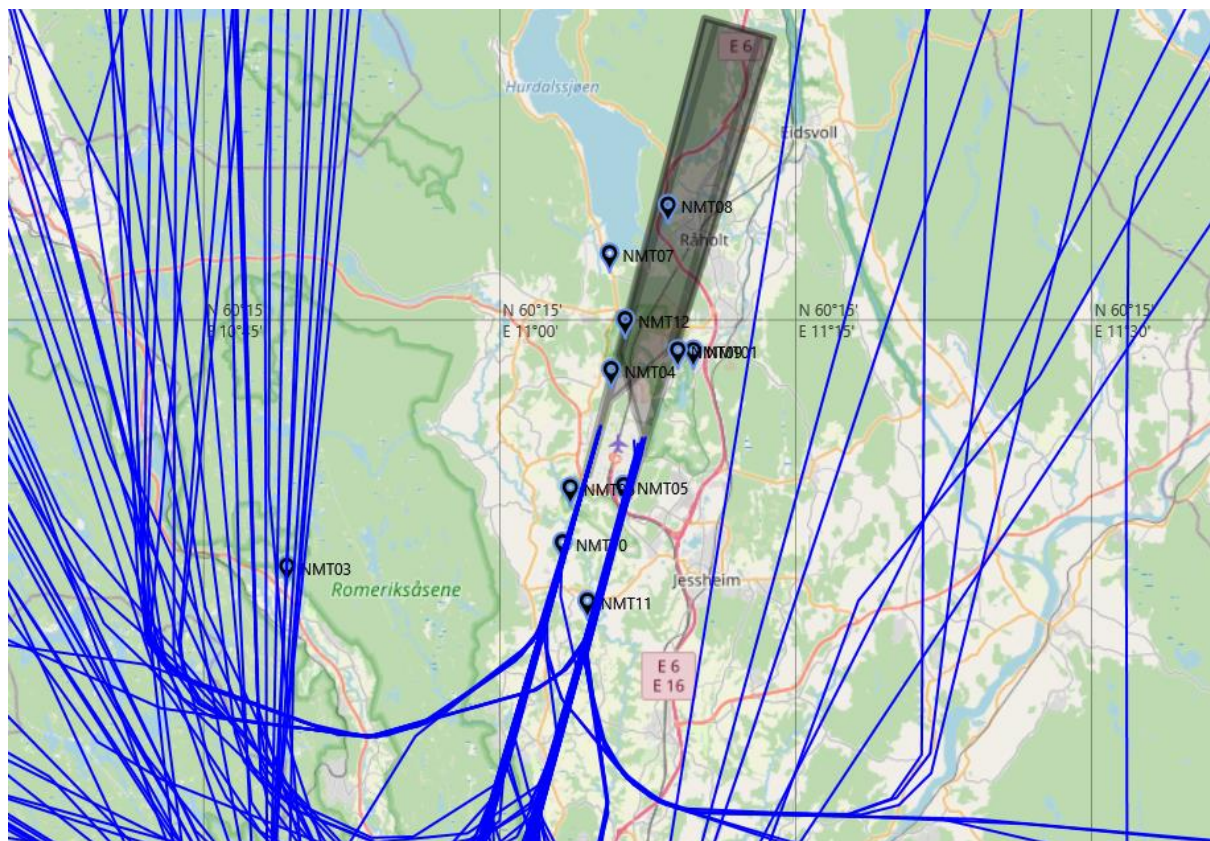 E 6
Hurdalssjøen
Eidsvoll
NMT08
Råholt
NMT07
N 60°15'
E 10°45'
N 60°15'
E 11°00'
NMT12
N 60°15'
E 11°15'
N 60°15'
E 11°30'
NMT04
NMT05
NMT03
Romeriksåsene
Jessheim
NMT11
E 6
E 16